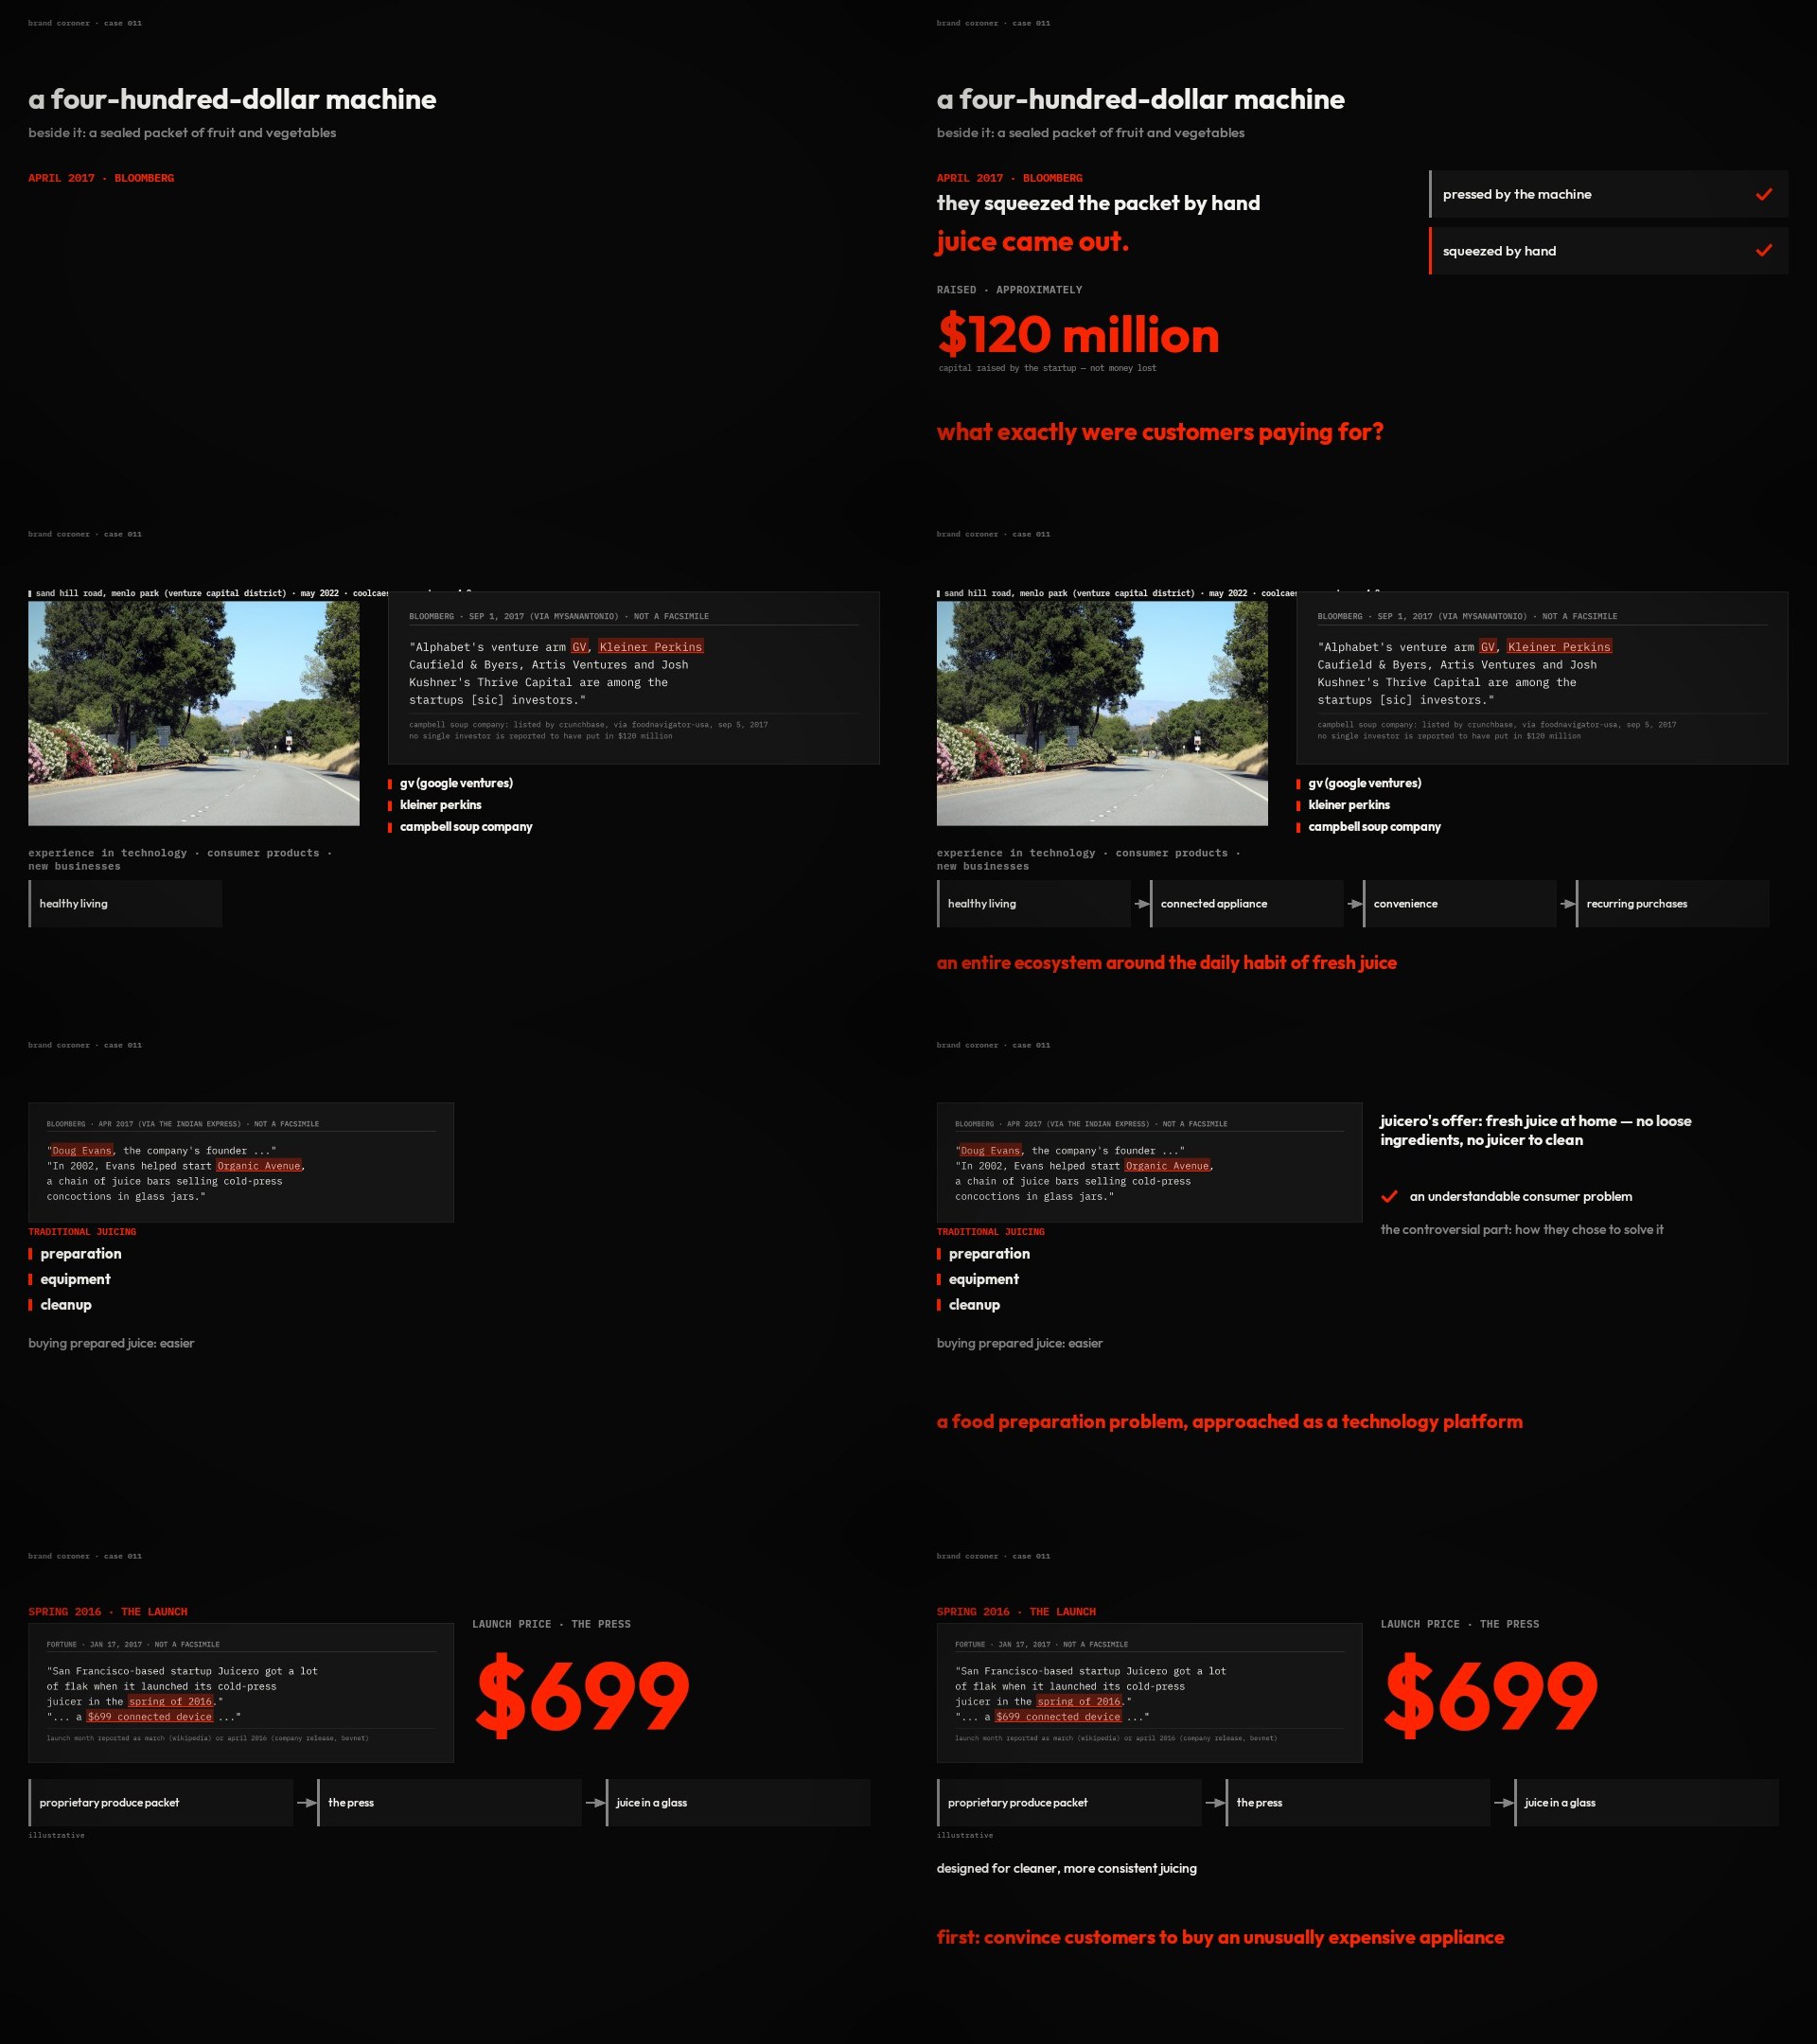 brand coroner · case 011
a four-hundred-dollar machine
beside it: a sealed packet of fruit and vegetables
APRIL 2017 · BLOOMBERG
brand coroner · case 011
a four-hundred-dollar machine
beside it: a sealed packet of fruit and vegetables
APRIL 2017 · BLOOMBERG
they squeezed the packet by hand
juice came out.
pressed by the machine
squeezed by hand
RAISED · APPROXIMATELY
$120 million
capital raised by the startup — not money lost
what exactly were customers paying for?
brand coroner · case 011
sand hill road, menlo park (venture capital district) · may 2022 ·
BLOOMBERG · SEP 1, 2017 (VIA MYSANANTONIO) · NOT A FACSIMILE
"Alphabet's venture arm GV, Kleiner Perkins
Caufield & Byers, Artis Ventures and Josh
Kushner's Thrive Capital are among the
startups [sic] investors."
campbell soup company: listed by crunchbase, via foodnavigator-usa, sep 5, 2017
no single investor is reported to have put in $120 million
gv (google ventures)
kleiner perkins
campbell soup company
experience in technology · consumer products ·
new businesses
healthy living
brand coroner · case 011
sand hill road, menlo park (venture capital district) · may 2022 ·
BLOOMBERG · SEP 1, 2017 (VIA MYSANANTONIO) · NOT A FACSIMILE
"Alphabet's venture arm GV, Kleiner Perkins
Caufield & Byers, Artis Ventures and Josh
Kushner's Thrive Capital are among the
startups [sic] investors."
campbell soup company: listed by crunchbase, via foodnavigator-usa, sep 5, 2017
no single investor is reported to have put in $120 million
gv (google ventures)
kleiner perkins
campbell soup company
experience in technology · consumer products ·
new businesses
healthy living
connected appliance
convenience
recurring purchases
an entire ecosystem around the daily habit of fresh juice
brand coroner · case 011
BLOOMBERG · APR 2017 (VIA THE INDIAN EXPRESS) · NOT A FACSIMILE
"Doug Evans, the company's founder ..."
"In 2002, Evans helped start Organic Avenue,
a chain of juice bars selling cold-press
concoctions in glass jars."
TRADITIONAL JUICING
preparation
equipment
cleanup
buying prepared juice: easier
brand coroner · case 011
BLOOMBERG · APR 2017 (VIA THE INDIAN EXPRESS) · NOT A FACSIMILE
"Doug Evans, the company's founder ..."
"In 2002, Evans helped start Organic Avenue,
a chain of juice bars selling cold-press
concoctions in glass jars."
TRADITIONAL JUICING
preparation
equipment
cleanup
buying prepared juice: easier
juicero's offer: fresh juice at home — no loose
ingredients, no juicer to clean
an understandable consumer problem
the controversial part: how they chose to solve it
a food preparation problem, approached as a technology platform
brand coroner · case 011
SPRING 2016 · THE LAUNCH
FORTUNE · JAN 17, 2017 · NOT A FACSIMILE
"San Francisco-based startup Juicero got a lot
of flak when it launched its cold-press
juicer in the spring of 2016."
"... a $699 connected device ..."
launch month reported as march (wikipedia) or april 2016 (company release, bevnet)
LAUNCH PRICE · THE PRESS
$699
proprietary produce packet
the press
juice in a glass
illustrative
brand coroner · case 011
SPRING 2016 · THE LAUNCH
FORTUNE · JAN 17, 2017 · NOT A FACSIMILE
"San Francisco-based startup Juicero got a lot
of flak when it launched its cold-press
juicer in the spring of 2016."
"... a $699 connected device ..."
launch month reported as march (wikipedia) or april 2016 (company release, bevnet)
LAUNCH PRICE · THE PRESS
$699
proprietary produce packet
the press
juice in a glass
illustrative
designed for cleaner, more consistent juicing
first: convince customers to buy an unusually expensive appliance